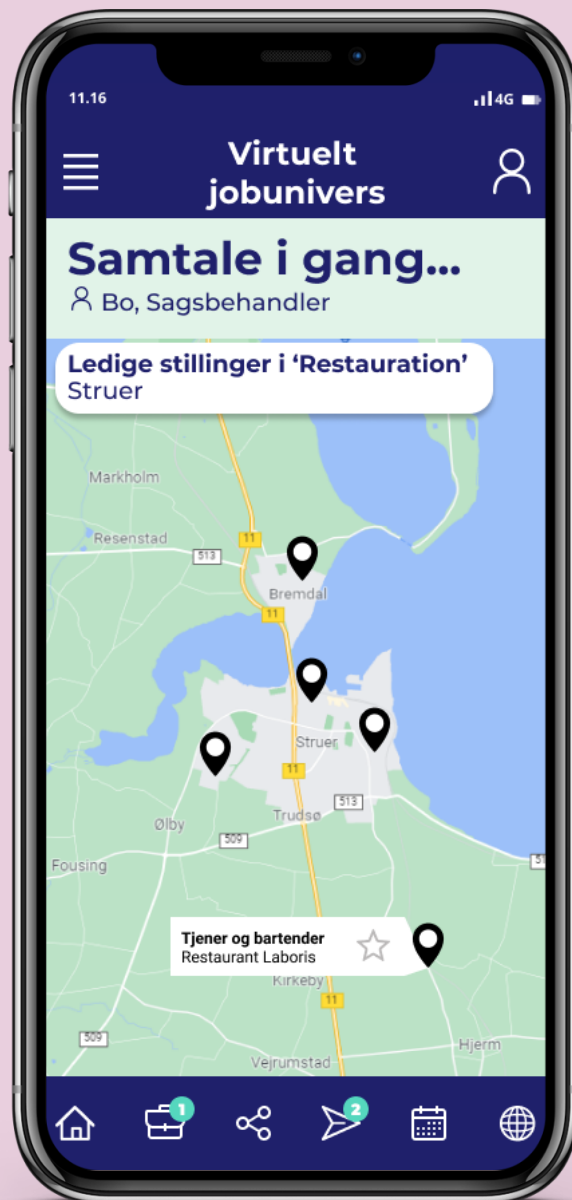 11.16
4G
Virtuelt
jobunivers
Samtale i gang...
Bo, Sagsbehandler
Ledige stillinger i ‘Restauration’
Struer
Markholm
Resenstad
513
11
Bremdal
11
Struer
11
513
Trudsø
Ølby
509
Fousing
51
Tjener og bartender
Restaurant Laboris
Kirkeby
11
509
Hjerm
Vejrumstad
1
2